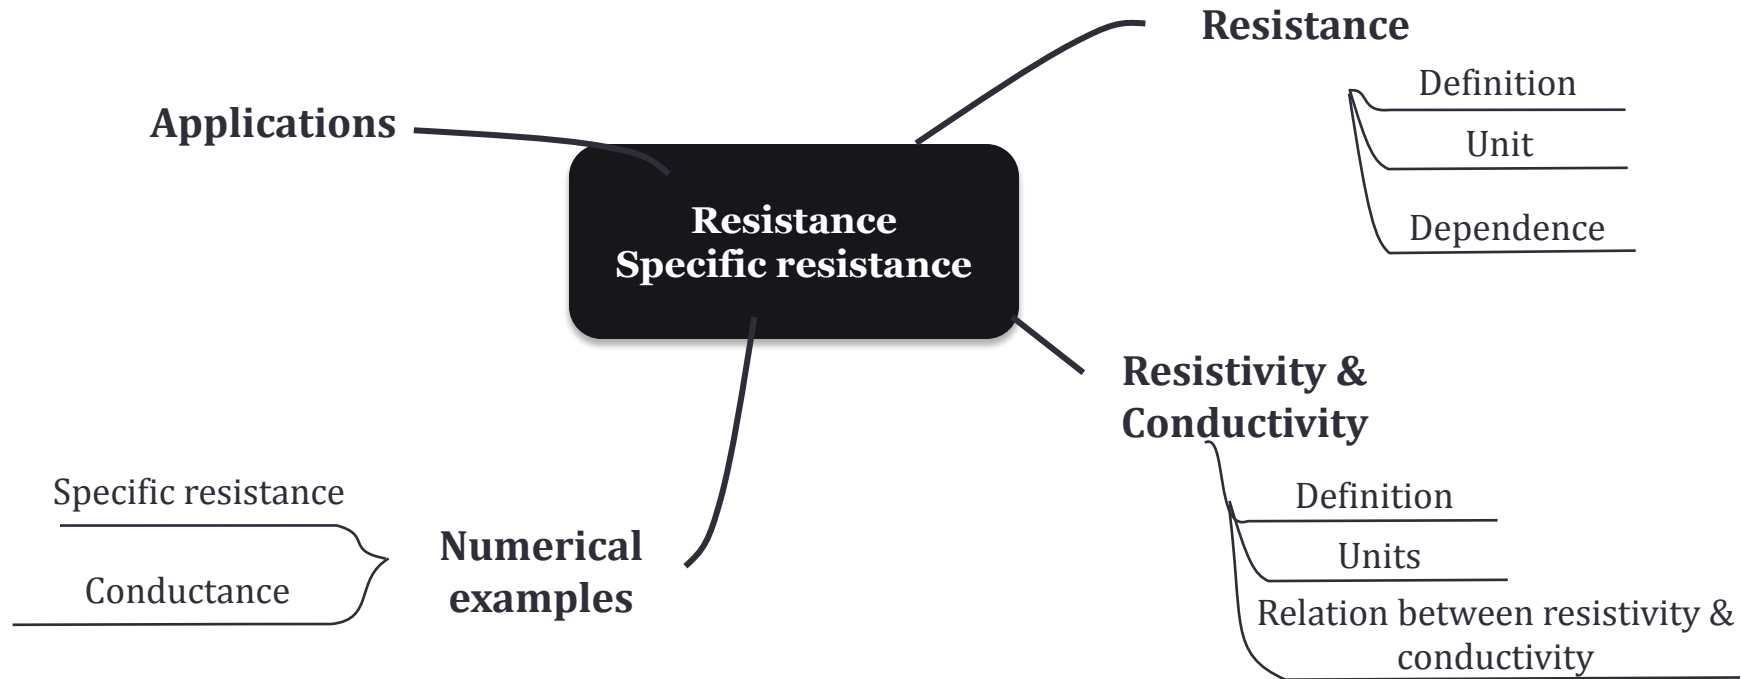 Resistance
Definition
Unit
Dependence
Applications
Resistance
Specific resistance
Resistivity &
Conductivity
Definition
Units
Relation between resistivity &
conductivity
Specific resistance
Conductance
Numerical
examples